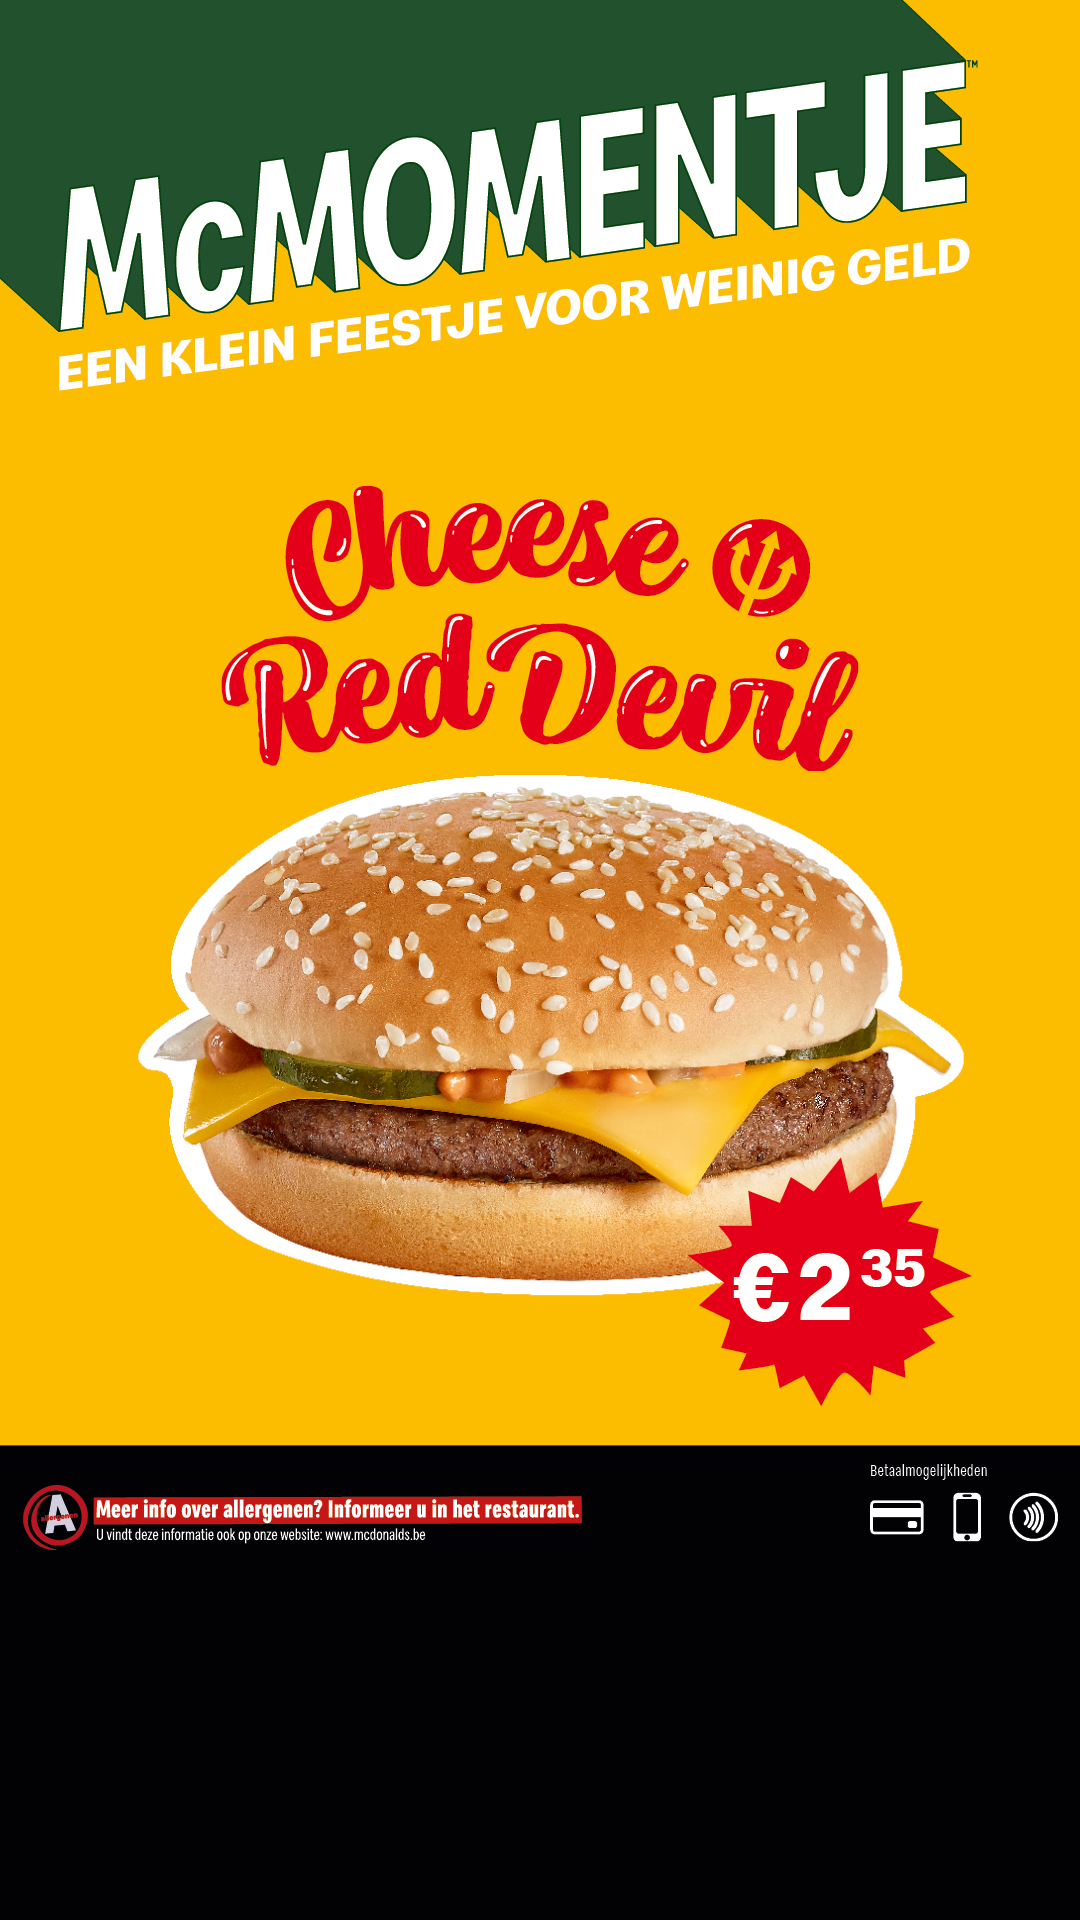 McMOMENTJE™
EEN KLEIN FEESTJE VOOR WEINIG GELD
Cheese
Red Devil
€2 35
Betaalmogelijkheden
A
allergenen
Meer info over allergenen? Informeer u in het restaurant.
U vindt deze informatie ook op onze website: www.mcdonalds.be